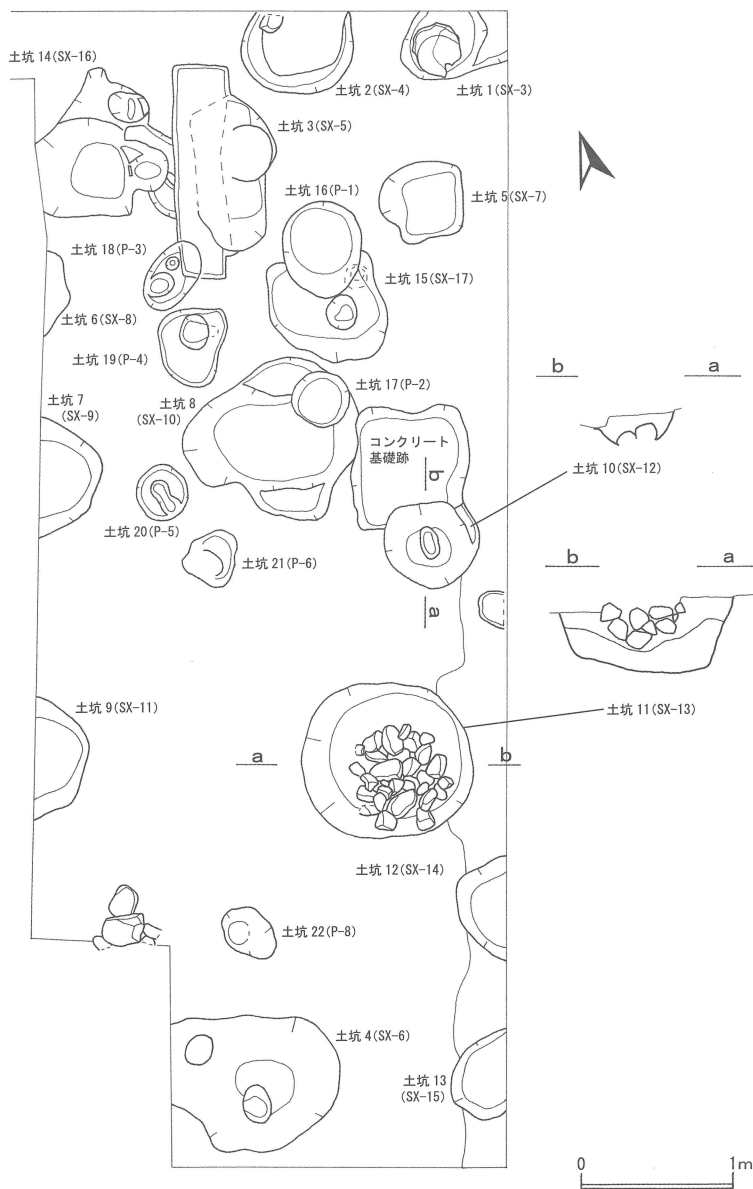 土坑 14(SX-16)
土坑 2(SX-4)
土坑 1(SX-3)
土坑 3(SX-5)
土坑 16(P-1)
土坑 5(SX-7)
土坑 18(P-3)
土坑 15(SX-17)
土坑 6(SX-8)
土坑 19(P-4)
土坑 7
(SX-9)
土坑 8
(SX-10)
土坑 17(P-2)
コンクリート
基礎跡
b
a
b
土坑 10(SX-12)
土坑 20(P-5)
土坑 21(P-6)
a
b
a
土坑 9(SX-11)
土坑 11(SX-13)
a
b
土坑 12(SX-14)
土坑 22(P-8)
土坑 4(SX-6)
土坑 13
(SX-15)
0
1m